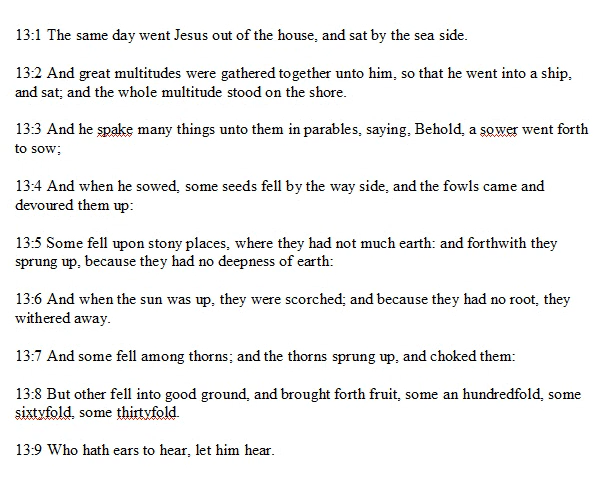 13:1 The same day went Jesus out of the house, and sat by the sea side.
13:2 And great multitudes were gathered together unto him, so that he went into a ship,
and sat; and the whole multitude stood on the shore.
13:3 And he spake many things unto them in parables, saying, Behold, a sower went forth
to sow;
13:4 And when he sowed, some seeds fell by the way side, and the fowls came and
devoured them up:
13:5 Some fell upon stony places, where they had not much earth: and forthwith they
sprung up, because they had no deepness of earth:
13:6 And when the sun was up, they were scorched; and because they had no root, they
withered away.
13:7 And some fell among thorns; and the thorns sprung up, and choked them:
13:8 But other fell into good ground, and brought forth fruit, some an hundredfold, some
sixtyfold, some thirtyfold.
13:9 Who hath ears to hear, let him hear.